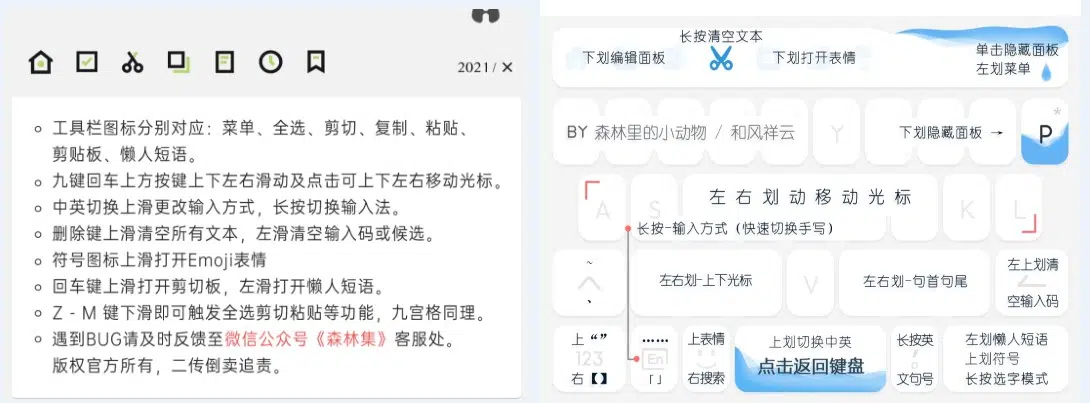 2021/ ✕
工具栏图标分别对应：菜单、全选、剪切、复制、粘贴、
剪贴板、懒人短语。
九键回车上方按键上下左右滑动及点击可上下左右移动光标。
中英切换上滑更改输入方式，长按切换输入法。
删除键上滑清空所有文本，左滑清空输入码或候选。
符号图标上滑打开Emoji表情
回车键上滑打开剪切板，左滑打开懒人短语。
Z - M 键下滑即可触发全选剪切粘贴等功能，九宫格同理。
遇到BUG请及时反馈至微信公众号《森林集》客服处。
版权官方所有，二传倒卖追责。
长按清空文本
下划编辑面板
下划打开表情
单击隐藏面板
左划菜单
BY 森林里的小动物 / 和风祥云
Y
下划隐藏面板 →
*
P
A
S
左右划动移动光标
K
L
长按-输入方式（快速切换手写）
~
、
左右划-上下光标
V
左右划-句首句尾
左上划清
空输入码
上“”
123
右【】
……
En
「」
上表情
右搜索
上划切换中英
点击返回键盘
长按英
文句号
左划懒人短语
上划符号
长按选字模式